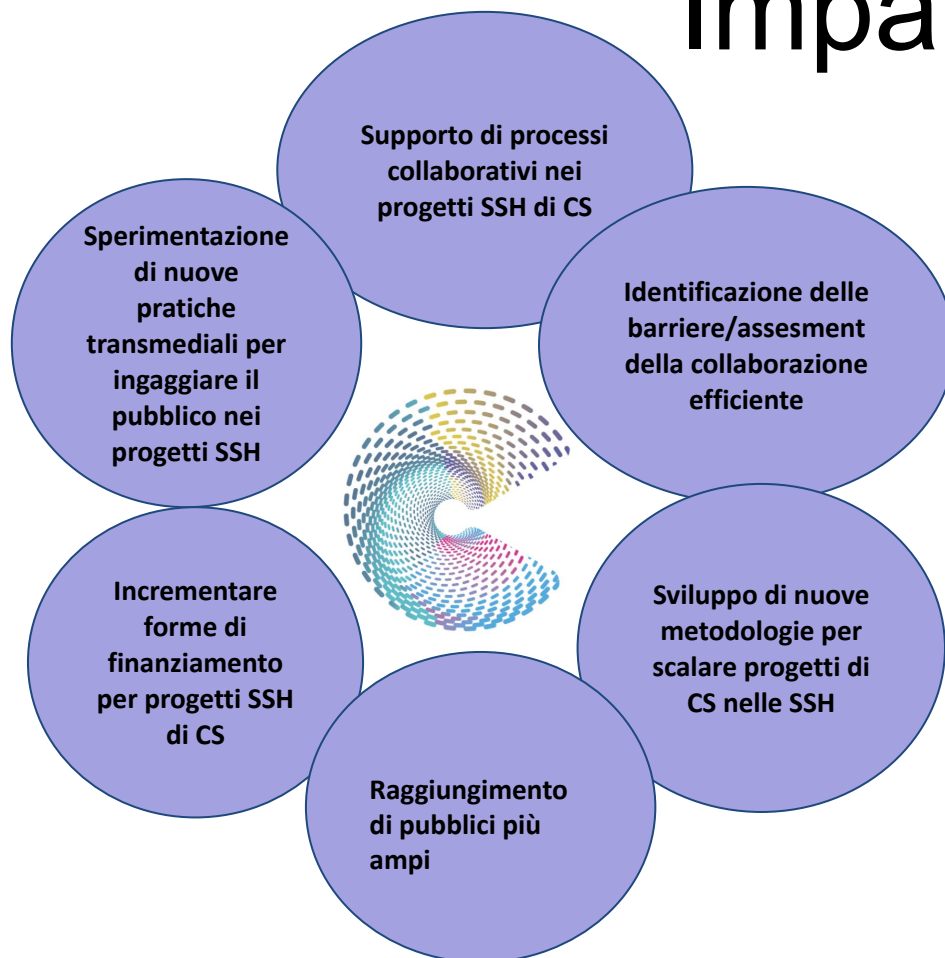 Impa
Supporto di processi
collaborativi nei
progetti SSH di CS
Sperimentazione
di nuove
pratiche
transmediali per
ingaggiare il
pubblico nei
progetti SSH
Identificazione delle
barriere/assesment
della collaborazione
efficiente
Incrementare
forme di
finanziamento
per progetti SSH
di CS
Sviluppo di nuove
metodologie per
scalare progetti di
CS nelle SSH
Raggiungimento
di pubblici più
ampi